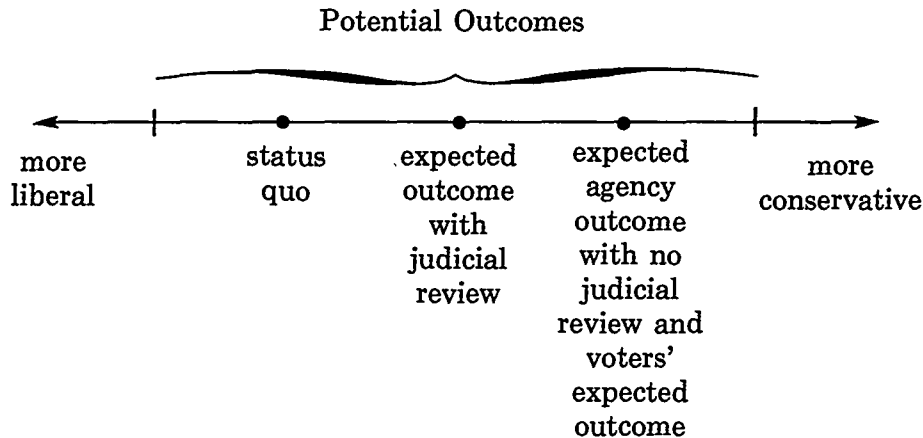 Potential Outcomes
more
liberal
status
quo
expected
outcome
with
judicial
review
expected
agency
outcome
with no
judicial
review and
voters'
expected
outcome
more
conservative